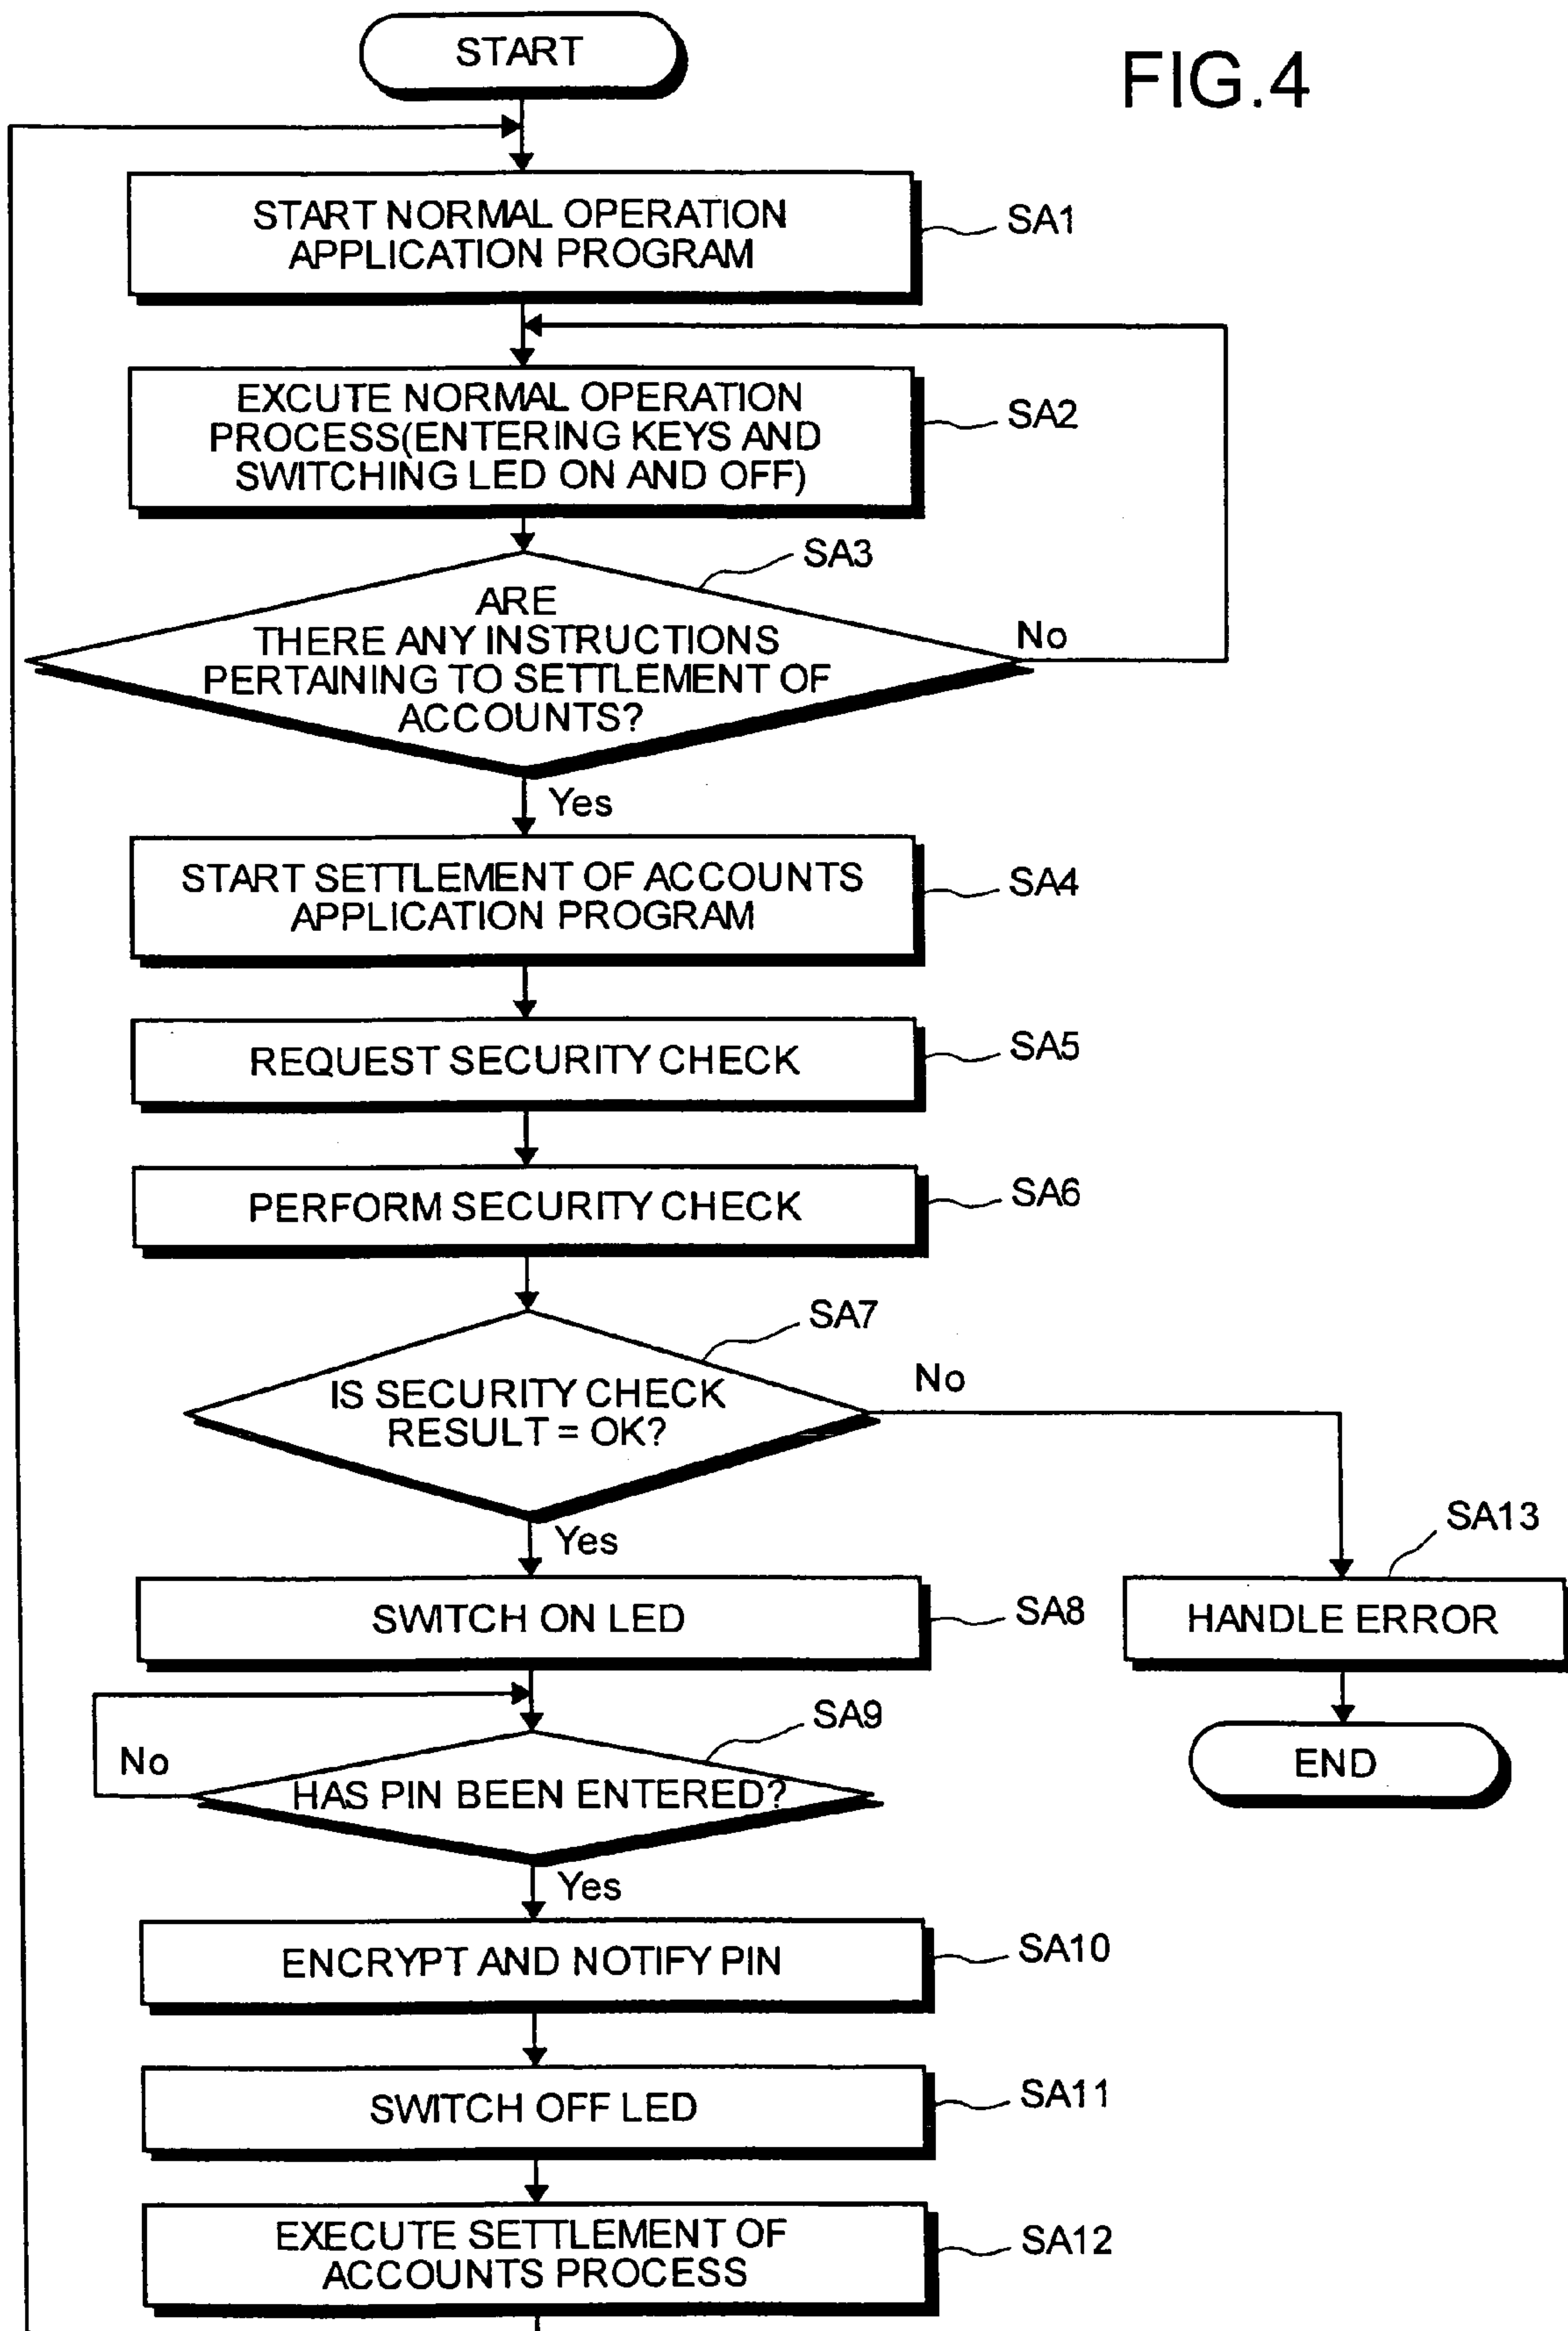 START
FIG.4
START NORMAL OPERATION
APPLICATION PROGRAM
SA1
EXCUTE NORMAL OPERATION
PROCESS(ENTERING KEYS AND
SWITCHING LED ON AND OFF)
SA2
SA3
ARE
THERE ANY INSTRUCTIONS
PERTAINING TO SETTLEMENT OF
ACCOUNTS?
No
Yes
START SETTLEMENT OF ACCOUNTS
APPLICATION PROGRAM
SA4
REQUEST SECURITY CHECK
SA5
PERFORM SECURITY CHECK
SA6
SA7
IS SECURITY CHECK
RESULT = OK?
No
Yes
SA13
SWITCH ON LED
SA8
HANDLE ERROR
SA9
No
HAS PIN BEEN ENTERED?
END
Yes
ENCRYPT AND NOTIFY PIN
SA10
SWITCH OFF LED
SA11
EXECUTE SETTLEMENT OF
ACCOUNTS PROCESS
SA12